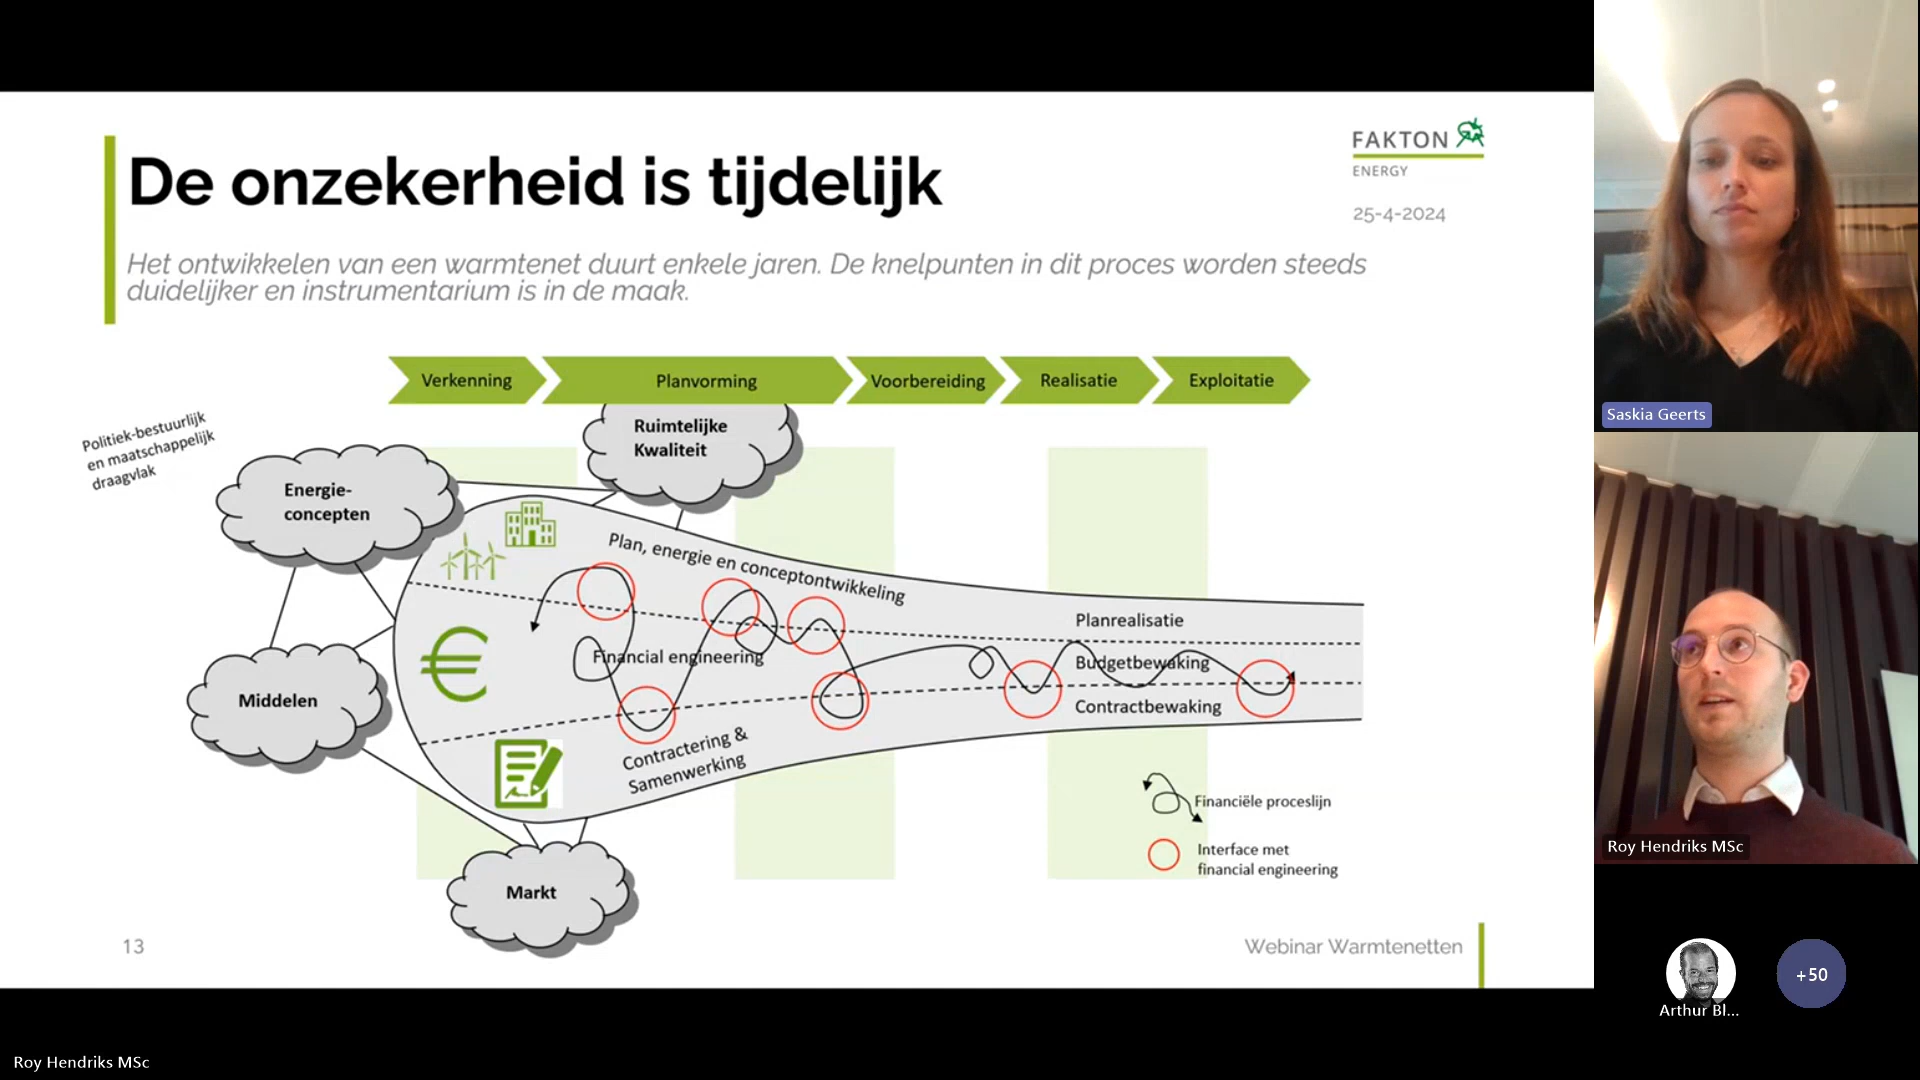 De onzekerheid is tijdelijk
FAKTON
ENERGY
25-4-2024
Het ontwikkelen van een warmtenet duurt enkele jaren. De knelpunten in dit proces worden steeds
duidelijker en instrumentarium is in de maak.
Verkenning
Planvorming
Voorbereiding
Realisatie
Exploitatie
Politiek-bestuurlijk
en maatschappelijk
draagvlak
Ruimtelijke
Kwaliteit
Energie-
concepten
Plan, energie en conceptontwikkeling
Planrealisatie
Financial engineering
Budgetbewaking
Middelen
Contractbewaking
Contractering &
Samenwerking
Financiële proceslijn
Interface met
financial engineering
Markt
13
Webinar Warmtenetten
Saskia Geerts
Roy Hendriks MSc
+50
Arthur Bl...
Roy Hendriks MSc